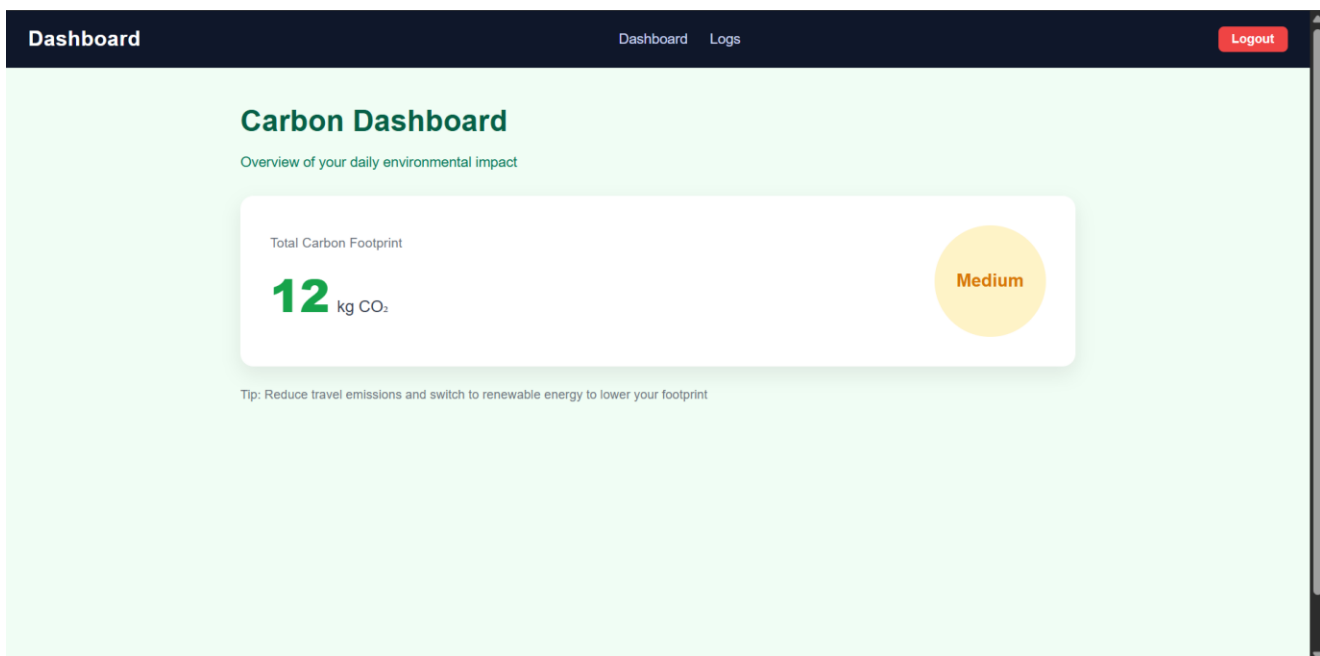 Dashboard
Dashboard Logs
Logout
Carbon Dashboard
Overview of your daily environmental impact
Total Carbon Footprint
12 kg CO₂
Medium
Tip: Reduce travel emissions and switch to renewable energy to lower your footprint